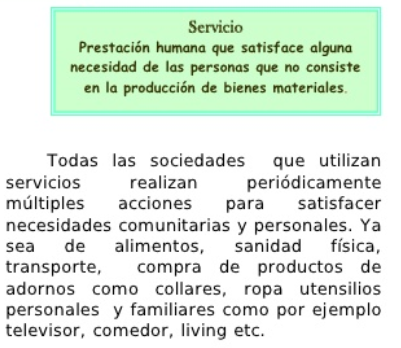 Servicio
Prestación humana que satisface alguna
necesidad de las personas que no consiste
en la producción de bienes materiales.
Todas las sociedades que utilizan
servicios realizan periódicamente
múltiples acciones para satisfacer
necesidades comunitarias y personales. Ya
sea de alimentos, sanidad física,
transporte, compra de productos de
adornos como collares, ropa utensilios
personales y familiares como por ejemplo
televisor, comedor, living etc.